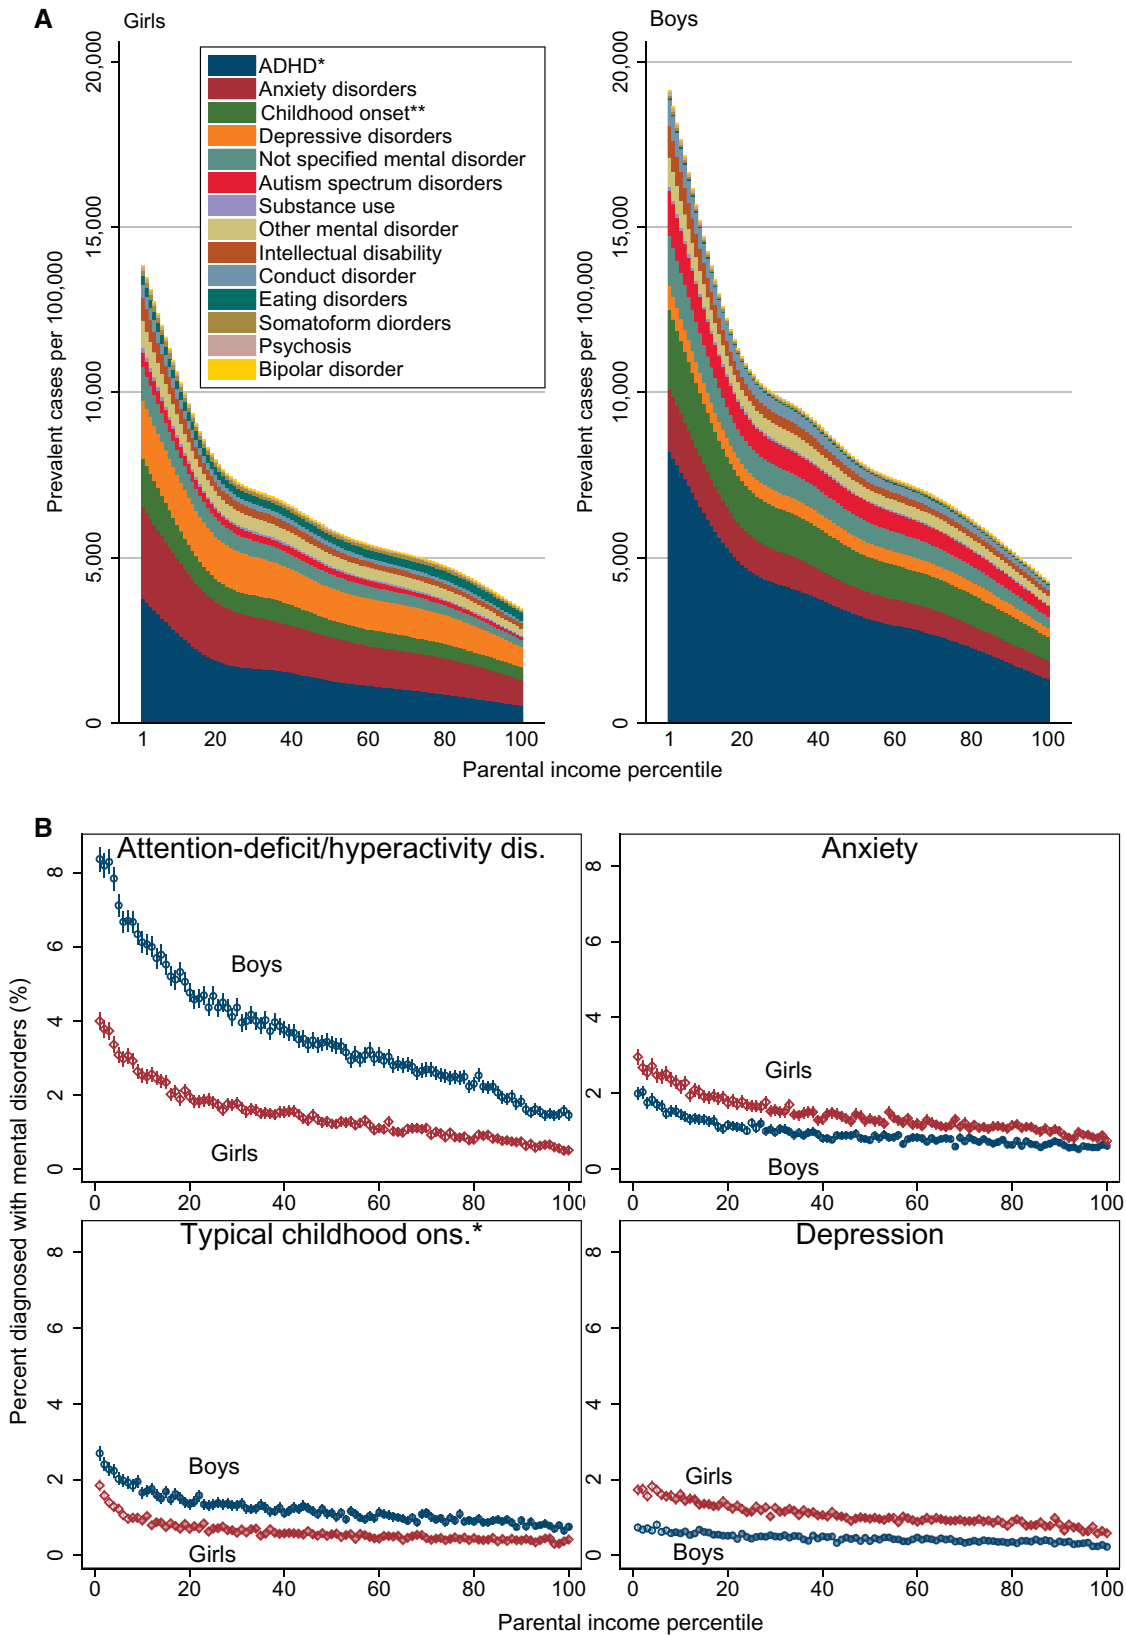 A
Girls
Boys
Prevalent cases per 100,000
20,000
15,000
10,000
5,000
0
ADHD*
Anxiety disorders
Childhood onset**
Depressive disorders
Not specified mental disorder
Autism spectrum disorders
Substance use
Other mental disorder
Intellectual disability
Conduct disorder
Eating disorders
Somatoform diorders
Psychosis
Bipolar disorder
1 20 40 60 80 100
Prevalent cases per 100,000
20,000
15,000
10,000
5,000
0
1 20 40 60 80 100
Parental income percentile
B
Percent diagnosed with mental disorders (%)
Attention-deficit/hyperactivity dis.
8
6
4
2
0
Boys
Girls
0 20 40 60 80 100
Anxiety
8
6
4
2
0
Girls
Boys
0 20 40 60 80 100
Typical childhood ons.*
8
6
4
2
0
Boys
Girls
0 20 40 60 80 100
Depression
8
6
4
2
0
Girls
Boys
0 20 40 60 80 100
Parental income percentile